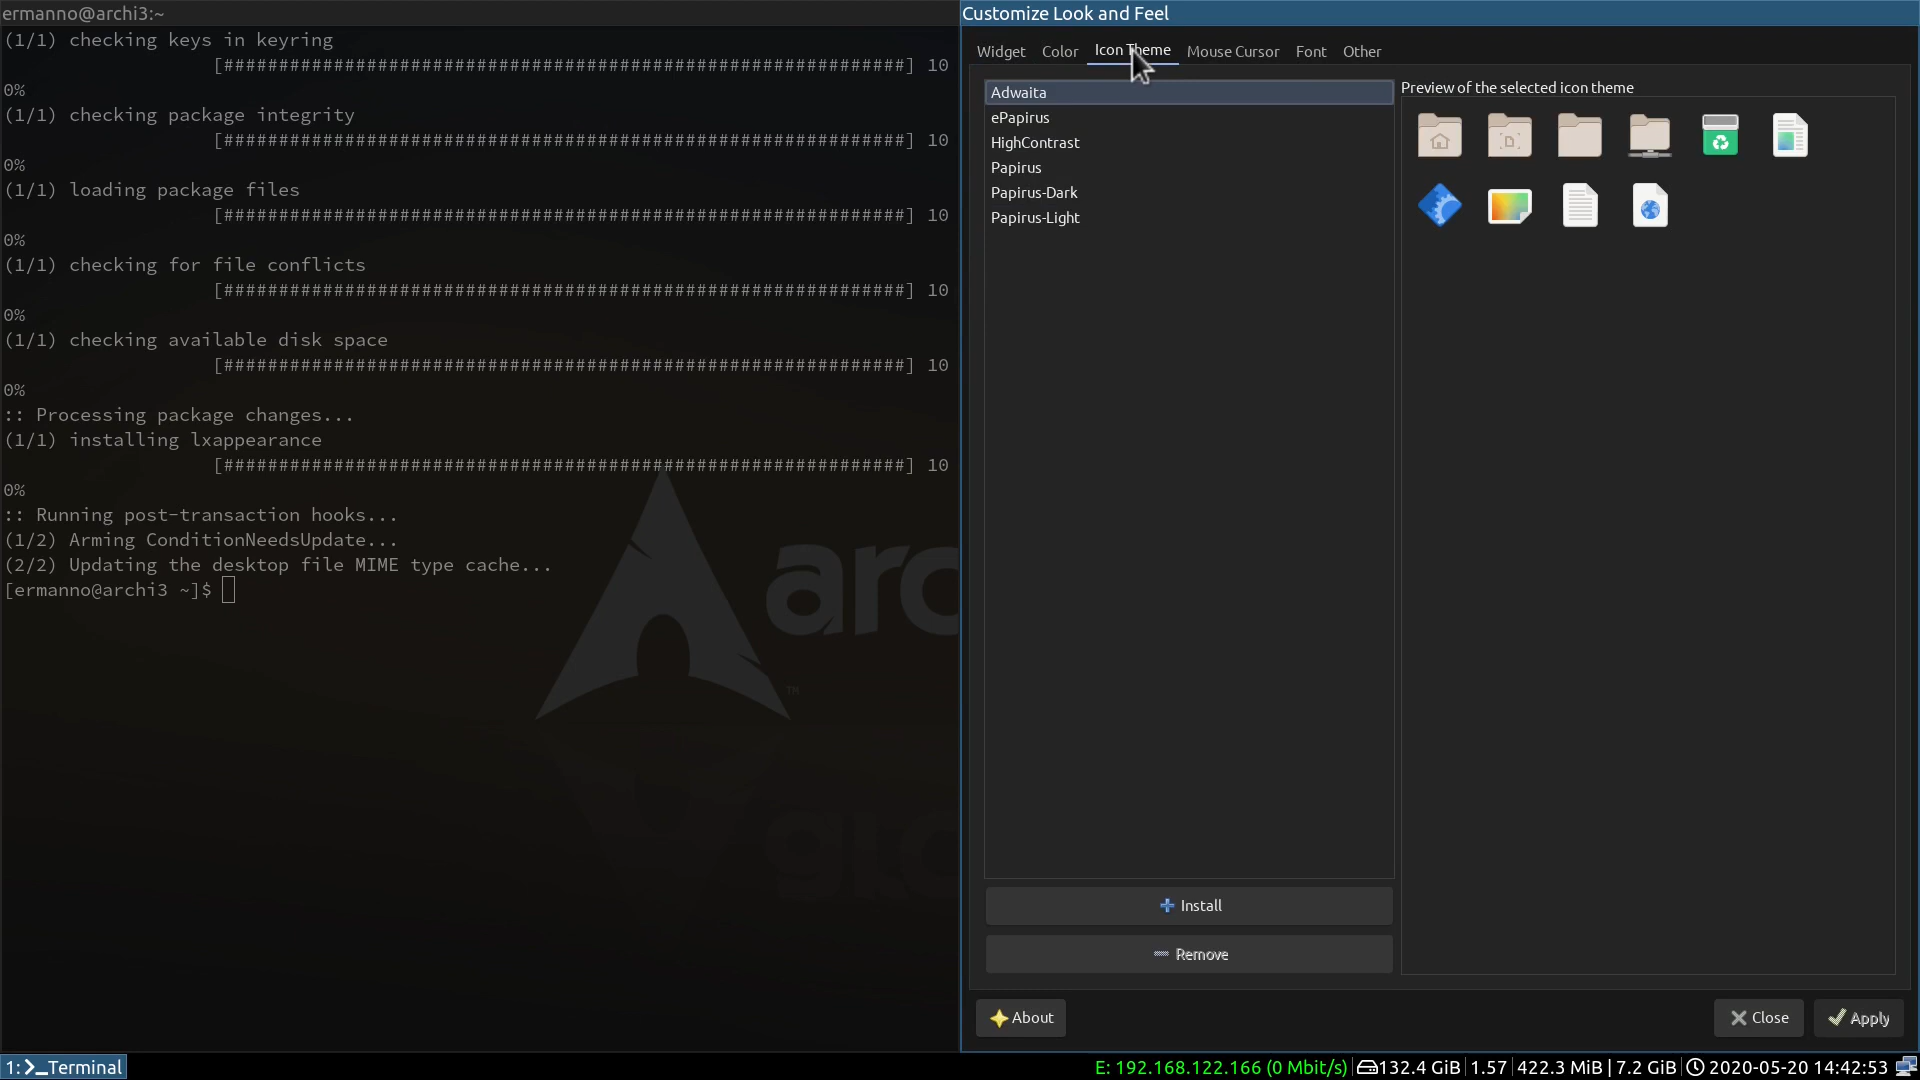 ermanno@archi3:~
(1/1) checking keys in keyring
[##############################################################] 10
0%
(1/1) checking package integrity
[##############################################################] 10
0%
(1/1) loading package files
[##############################################################] 10
0%
(1/1) checking for file conflicts
[##############################################################] 10
0%
(1/1) checking available disk space
[##############################################################] 10
0%
:: Processing package changes...
(1/1) installing lxappearance
[##############################################################] 10
0%
:: Running post-transaction hooks...
(1/2) Arming ConditionNeedsUpdate...
(2/2) Updating the desktop file MIME type cache...
[ermanno@archi3 ~]$
arc
TM
Customize Look and Feel
Widget Color Icon Theme Mouse Cursor Font Other
Adwaita
ePapirus
HighContrast
Papirus
Papirus-Dark
Papirus-Light
Preview of the selected icon theme
Install
Remove
About
Close
Apply
1: >_Terminal
E: 192.168.122.166 (0 Mbit/s) 132.4 GiB | 1.57 | 422.3 MiB | 7.2 GiB | 2020-05-20 14:42:53